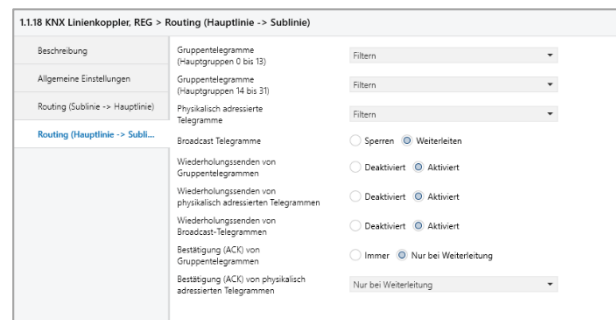 1.1.18 KNX Linienkoppler, REG > Routing (Hauptlinie -> Sublinie)
Beschreibung
Allgemeine Einstellungen
Routing (Sublinie -> Hauptlinie)
Routing (Hauptlinie -> Subli...
Gruppentelegramme
(Hauptgruppen 0 bis 13)
Filtern
Gruppentelegramme
(Hauptgruppen 14 bis 31)
Filtern
Physikalisch adressierte
Telegramme
Filtern
Broadcast Telegramme
Sperren Weiterleiten
Wiederholungssenden von
Gruppentelegrammen
Deaktiviert Aktiviert
Wiederholungssenden von
physikalisch adressierten Telegrammen
Deaktiviert Aktiviert
Wiederholungssenden von
Broadcast-Telegrammen
Deaktiviert Aktiviert
Bestätigung (ACK) von
Gruppentelegrammen
Immer Nur bei Weiterleitung
Bestätigung (ACK) von physikalisch
adressierten Telegrammen
Nur bei Weiterleitung